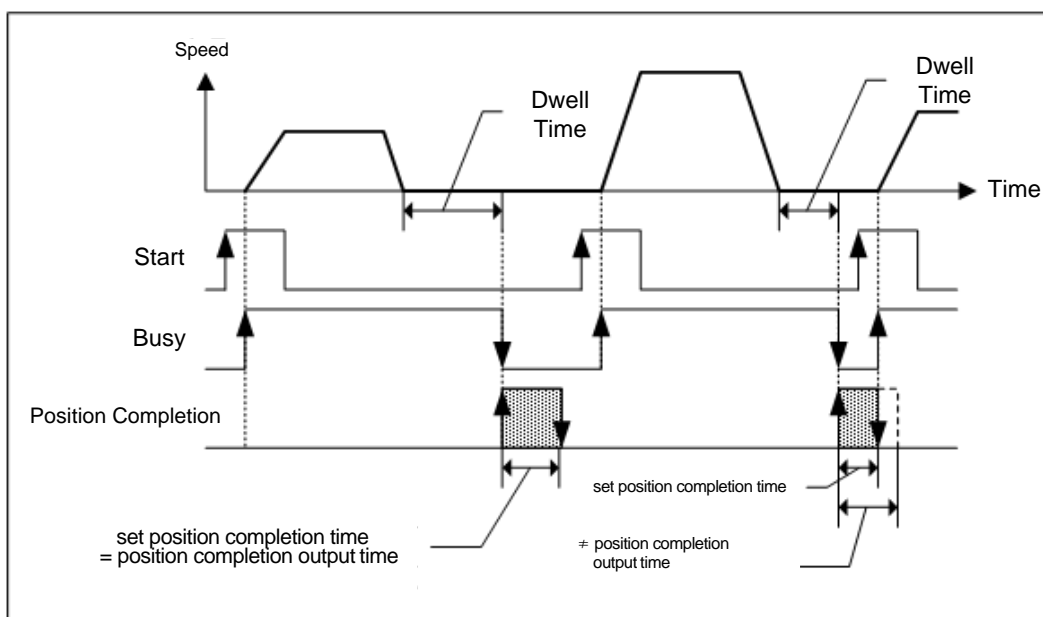 Speed
Dwell
Time
Dwell
Time
Time
Start
Busy
Position Completion
set position completion time
= position completion output time
set position completion time
≠ position completion
output time